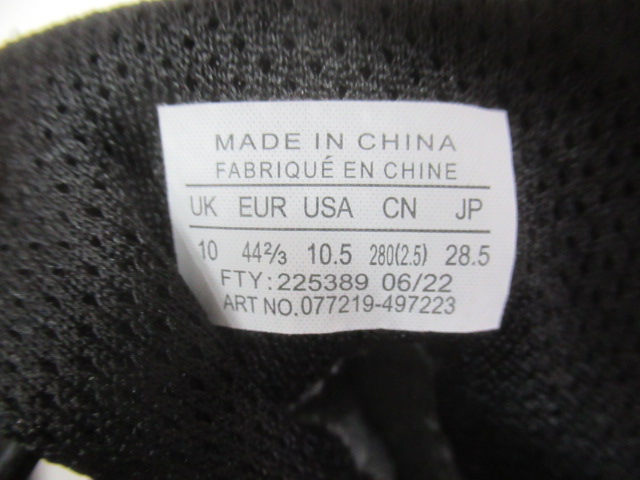 MADE IN CHINA
FABRIQUÉ EN CHINE
UK EUR USA CN JP
10 44⅔ 10.5 280(2.5) 28.5
FTY: 225389 06/22
ART NO. 077219-497223